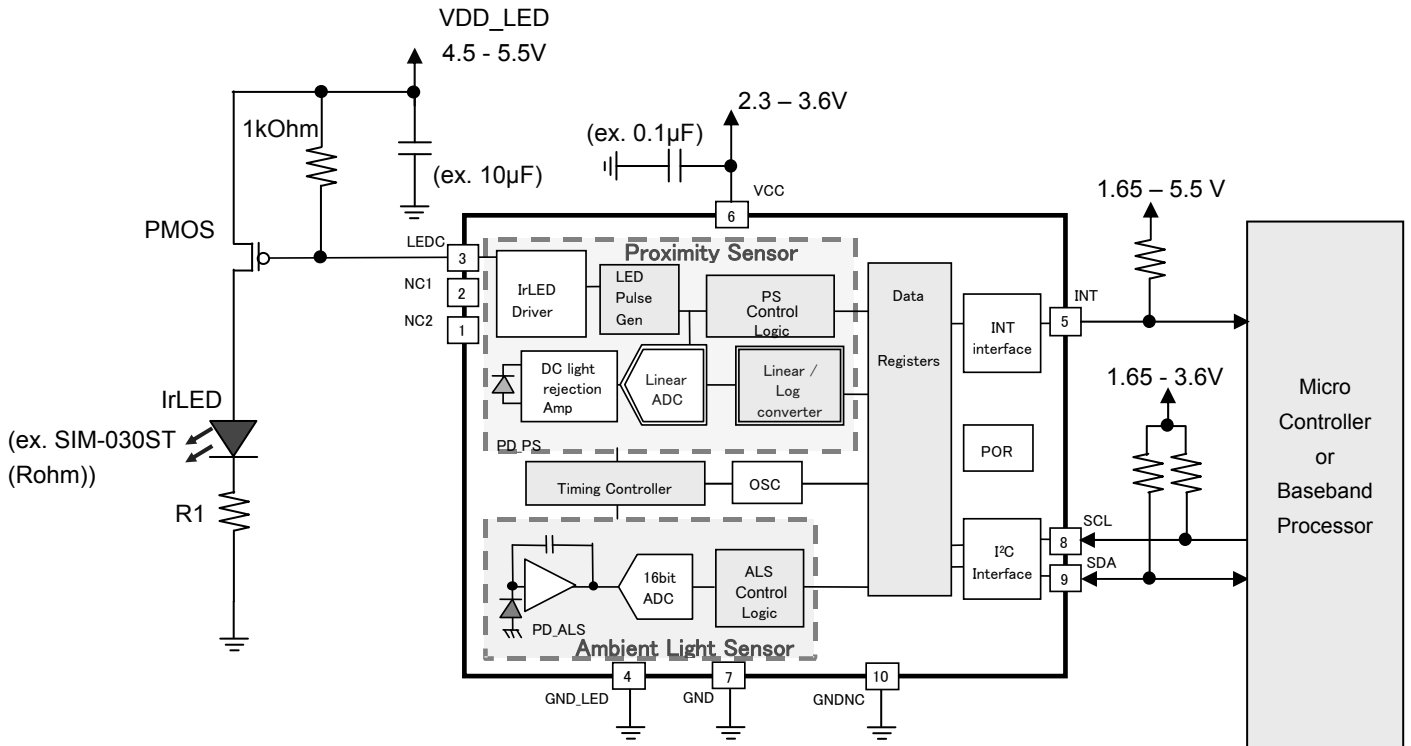 VDD_LED
4.5 - 5.5V
2.3 – 3.6V
1kOhm
(ex. 0.1µF)
(ex. 10µF)
VCC
6
1.65 – 5.5 V
PMOS
LEDC
3
NC1
2
NC2
1
Proximity Sensor
IrLED
Driver
LED
Pulse
Gen
PS
Control
Logic
Data
Registers
INT
interface
INT
5
DC light
rejection
Amp
Linear
ADC
Linear /
Log
converter
1.65 - 3.6V
Micro
Controller
or
Baseband
Processor
IrLED
(ex. SIM-030ST
(Rohm))
PD_PS
POR
Timing Controller
OSC
R1
I²C
Interface
SCL
8
SDA
9
16bit
ADC
ALS
Control
Logic
PD_ALS
Ambient Light Sensor
4
7
10
GND_LED
GND
GNDNC